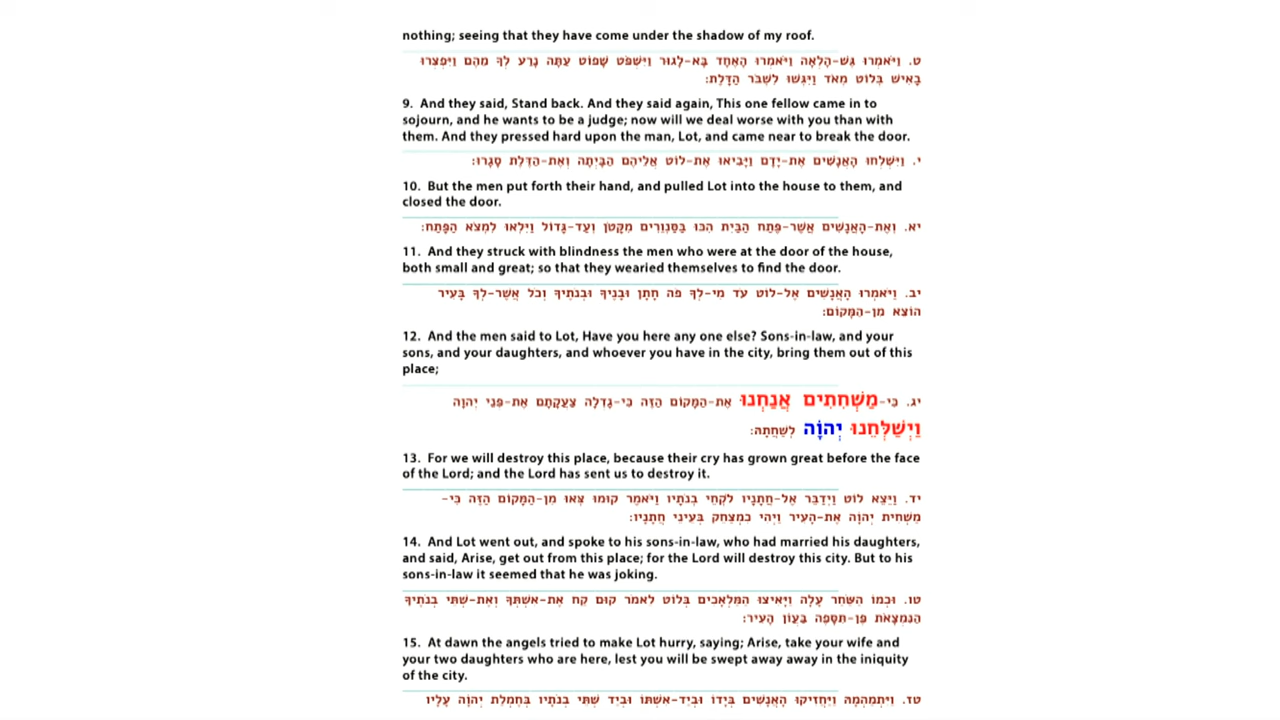 nothing; seeing that they have come under the shadow of my roof.
ט. וַיֹּאמְרוּ גֶּשׁ-הָלְאָה וַיֹּאמְרוּ הָאֶחָד בָּא-לָגוּר וַיִּשְׁפֹּט שָׁפוֹט עַתָּה נָרַע לְךָ מֵהֶם וַיִּפְצְרוּ
בָאִישׁ בְּלוֹט מְאֹד וַיִּגְּשׁוּ לִשְׁבֹּר הַדָּלֶת:
9. And they said, Stand back. And they said again, This one fellow came in to
sojourn, and he wants to be a judge; now will we deal worse with you than with
them. And they pressed hard upon the man, Lot, and came near to break the door.
י. וַיִּשְׁלְחוּ הָאֲנָשִׁים אֶת-יָדָם וַיָּבִיאוּ אֶת-לוֹט אֲלֵיהֶם הַבָּיְתָה וְאֶת-הַדֶּלֶת סָגָרוּ:
10. But the men put forth their hand, and pulled Lot into the house to them, and
closed the door.
יא. וְאֶת-הָאֲנָשִׁים אֲשֶׁר-פֶּתַח הַבַּיִת הִכּוּ בַּסַּנְוֵרִים מִקָּטֹן וְעַד-גָּדוֹל וַיִּלְאוּ לִמְצֹא הַפָּתַח:
11. And they struck with blindness the men who were at the door of the house,
both small and great; so that they wearied themselves to find the door.
יב. וַיֹּאמְרוּ הָאֲנָשִׁים אֶל-לוֹט עֹד מִי-לְךָ פֹה חָתָן וּבָנֶיךָ וּבְנֹתֶיךָ וְכֹל אֲשֶׁר-לְךָ בָּעִיר
הוֹצֵא מִן-הַמָּקוֹם:
12. And the men said to Lot, Have you here any one else? Sons-in-law, and your
sons, and your daughters, and whoever you have in the city, bring them out of this
place;
יג. כִּי-מַשְׁחִתִים אֲנַחְנוּ אֶת-הַמָּקוֹם הַזֶּה כִּי-גָדְלָה צַעֲקָתָם אֶת-פְּנֵי יְהוָה
וַיְשַׁלְּחֵנוּ יְהוָֹה לְשַׁחֲתָהּ:
13. For we will destroy this place, because their cry has grown great before the face
of the Lord; and the Lord has sent us to destroy it.
יד. וַיֵּצֵא לוֹט וַיְדַבֵּר אֶל-חֲתָנָיו לֹקְחֵי בְנֹתָיו וַיֹּאמֶר קוּמוּ צְּאוּ מִן-הַמָּקוֹם הַזֶּה כִּי-
מַשְׁחִית יְהוָֹה אֶת-הָעִיר וַיְהִי כִמְצַחֵק בְּעֵינֵי חֲתָנָיו:
14. And Lot went out, and spoke to his sons-in-law, who had married his daughters,
and said, Arise, get out from this place; for the Lord will destroy this city. But to his
sons-in-law it seemed that he was joking.
טו. וּכְמוֹ הַשַּׁחַר עָלָה וַיָּאִיצוּ הַמַּלְאָכִים בְּלוֹט לֵאמֹר קוּם קַח אֶת-אִשְׁתְּךָ וְאֶת-שְׁתֵּי בְנֹתֶיךָ
הַנִּמְצָאֹת פֶּן-תִּסָּפֶה בַּעֲוֹן הָעִיר:
15. At dawn the angels tried to make Lot hurry, saying; Arise, take your wife and
your two daughters who are here, lest you will be swept away away in the iniquity
of the city.
טז. וַיִּתְמַהְמָהּ וַיַּחֲזִיקוּ הָאֲנָשִׁים בְּיָדוֹ וּבְיַד-אִשְׁתּוֹ וּבְיַד שְׁתֵּי בְנֹתָיו בְּחֶמְלַת יְהוָֹה עָלָיו